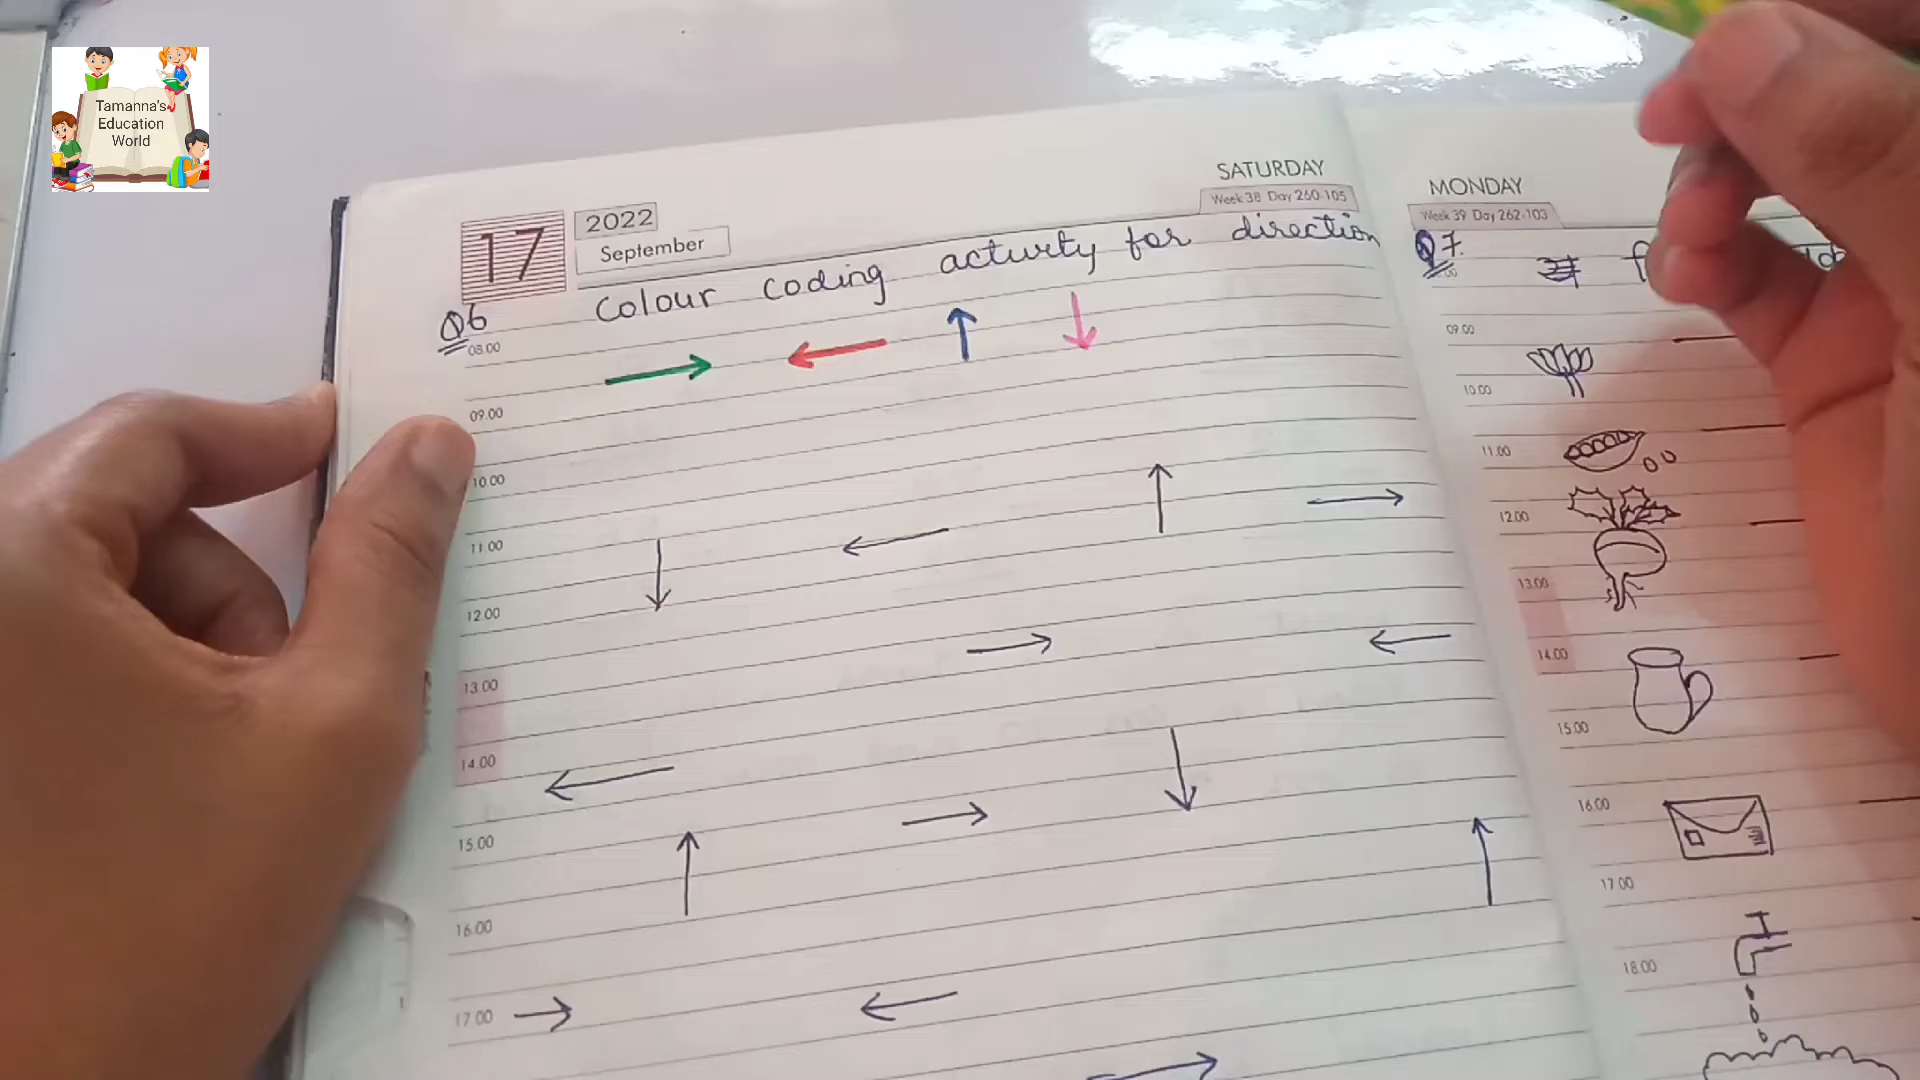 Tamanna's
Education
World
17
2022
September
SATURDAY
Week 38 Day 260-105
Q6
Colour coding activity for direction
08.00
09.00
10.00
11.00
12.00
13.00
14.00
15.00
16.00
17.00
MONDAY
Week 39 Day 262-103
Q7.
09.00
10.00
11.00
12.00
13.00
14.00
15.00
16.00
17.00
18.00